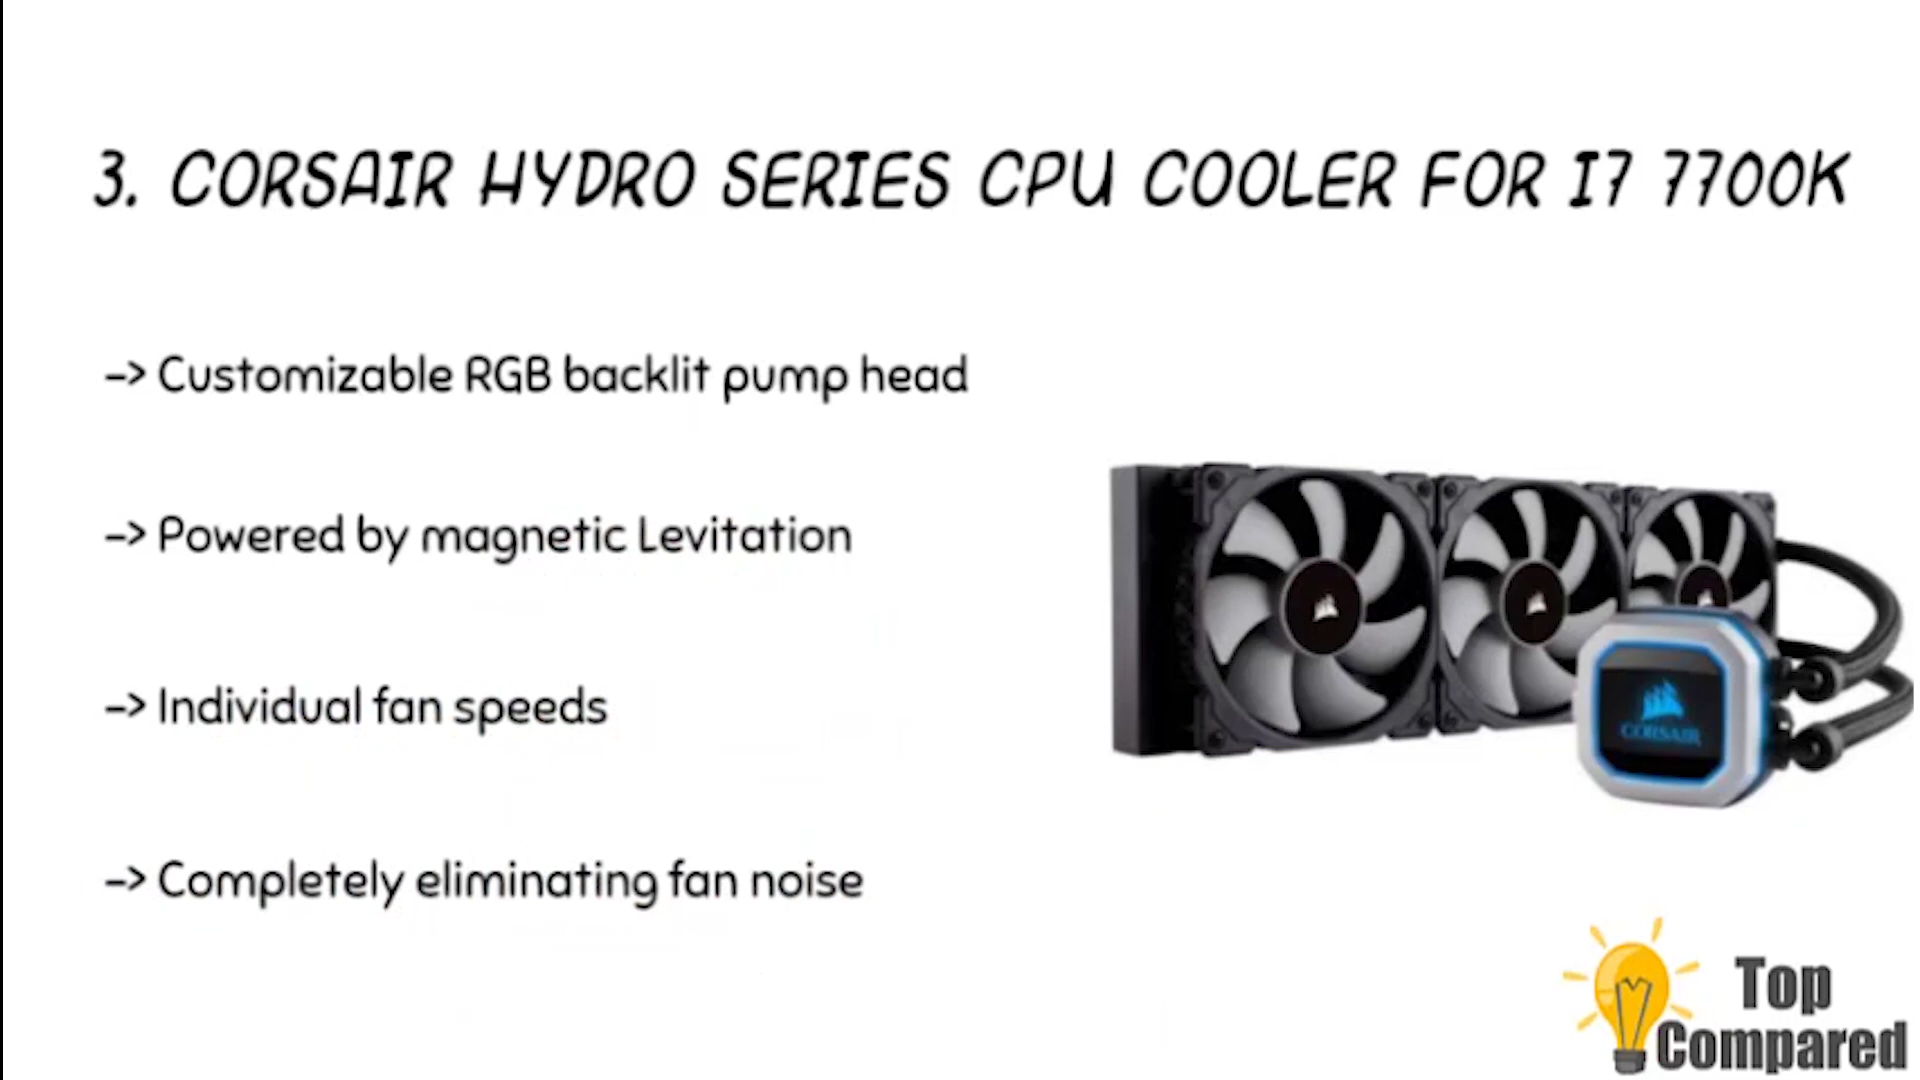 3. CORSAIR HYDRO SERIES CPU COOLER FOR I7 7700K
-> Customizable RGB backlit pump head
-> Powered by magnetic Levitation
-> Individual fan speeds
CORSAIR
-> Completely eliminating fan noise
Top
Compared